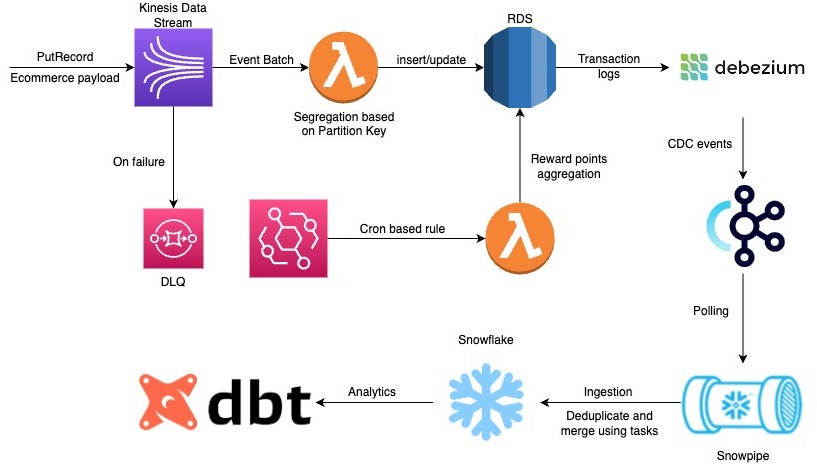 Kinesis Data
Stream
RDS
PutRecord
Ecommerce payload
Event Batch
insert/update
Transaction
logs
debezium
Segregation based
on Partition Key
On failure
Reward points
aggregation
CDC events
Cron based rule
DLQ
Polling
Snowflake
dbt
Analytics
Ingestion
Deduplicate and
merge using tasks
Snowpipe